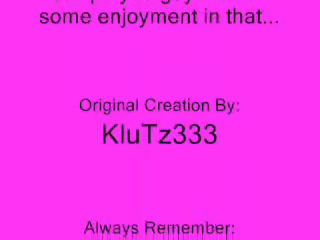 some enjoyment in that...
Original Creation By:
KluTz333
Always Remember: